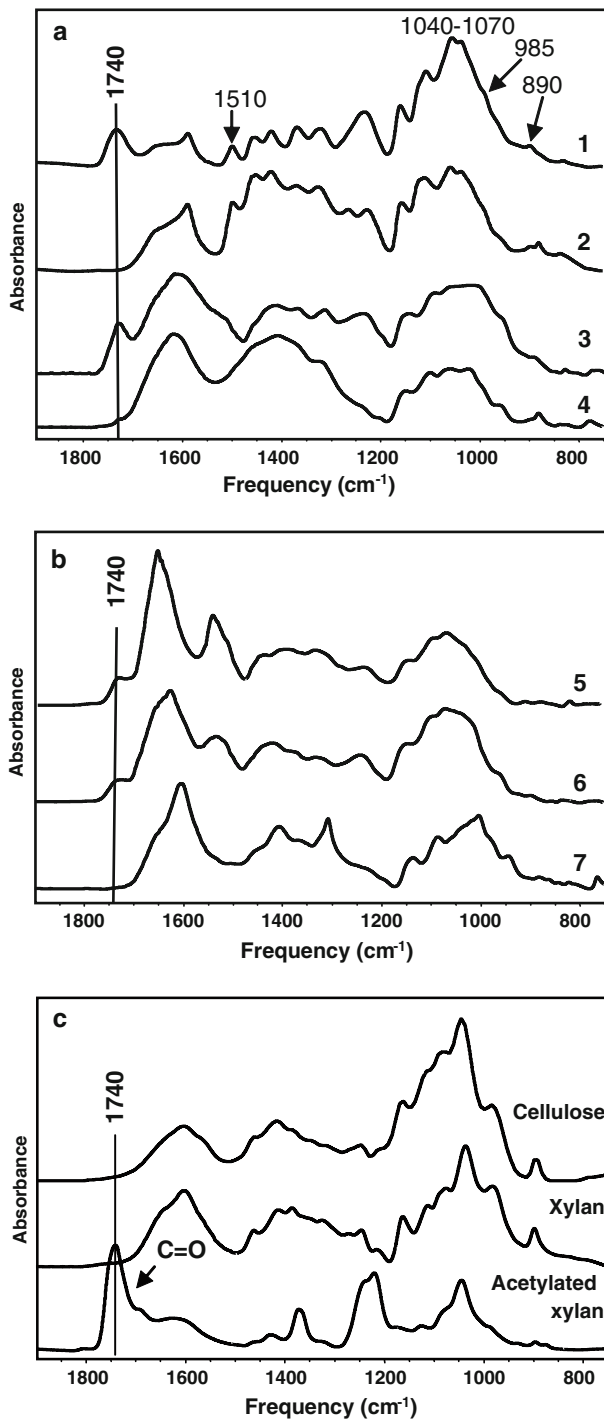 a
1740
1510
1040-1070
985
890
1
2
3
4
Absorbance
1800 1600 1400 1200 1000 800
Frequency (cm-1)
b
1740
5
6
7
Absorbance
1800 1600 1400 1200 1000 800
Frequency (cm-1)
c
1740
C=O
Cellulose
Xylan
Acetylated
xylan
Absorbance
1800 1600 1400 1200 1000 800
Frequency (cm-1)